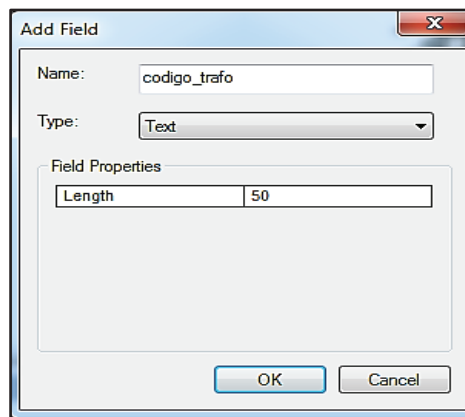 Add Field
Name: codigo_trafo
Type: Text
Field Properties
Length 50
OK Cancel